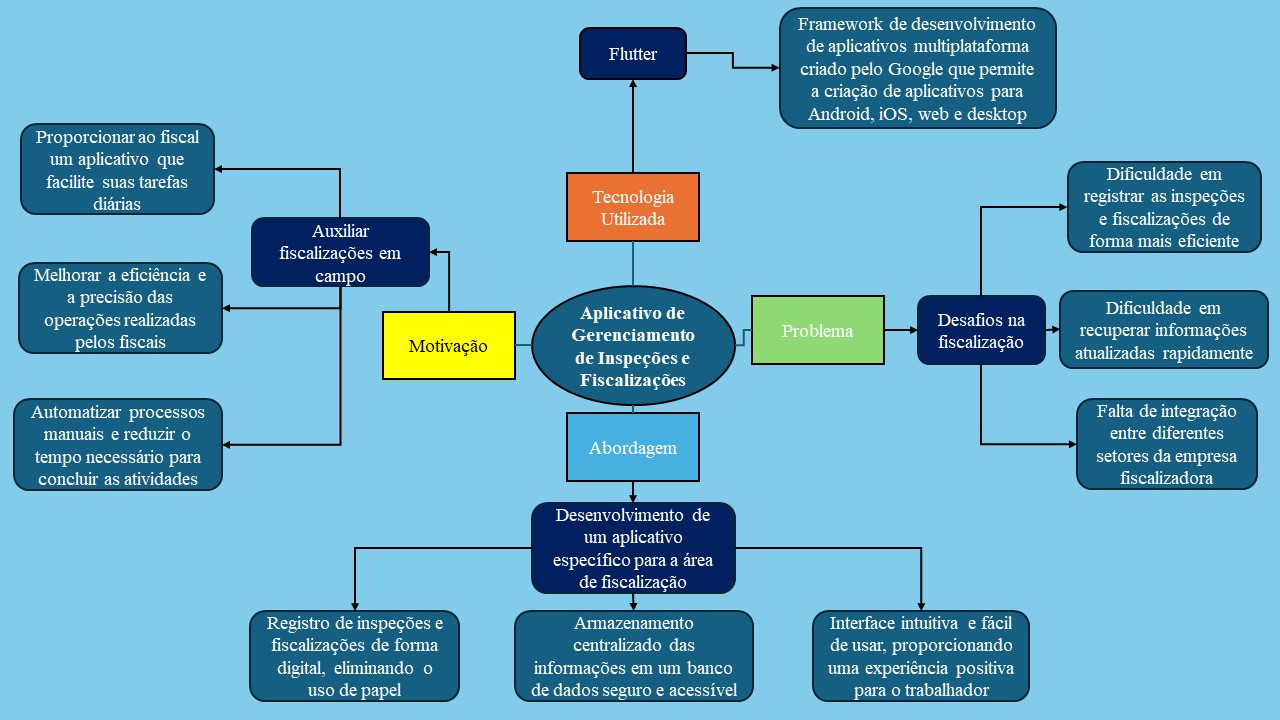 Flutter
Framework de desenvolvimento
de aplicativos multiplataforma
criado pelo Google que permite
a criação de aplicativos para
Android, iOS, web e desktop
Proporcionar ao fiscal
um aplicativo que
facilite suas tarefas
diárias
Tecnologia
Utilizada
Dificuldade em
registrar as inspeções
e fiscalizações de
forma mais eficiente
Auxiliar
fiscalizações em
campo
Melhorar a eficiência e
a precisão das
operações realizadas
pelos fiscais
Motivação
Aplicativo de
Gerenciamento
de Inspeções e
Fiscalizações
Problema
Desafios na
fiscalização
Dificuldade em
recuperar informações
atualizadas rapidamente
Automatizar processos
manuais e reduzir o
tempo necessário para
concluir as atividades
Abordagem
Falta de integração
entre diferentes
setores da empresa
fiscalizadora
Desenvolvimento de
um aplicativo
específico para a área
de fiscalização
Registro de inspeções e
fiscalizações de forma
digital, eliminando o
uso de papel
Armazenamento
centralizado das
informações em um banco
de dados seguro e acessível
Interface intuitiva e fácil
de usar, proporcionando
uma experiência positiva
para o trabalhador